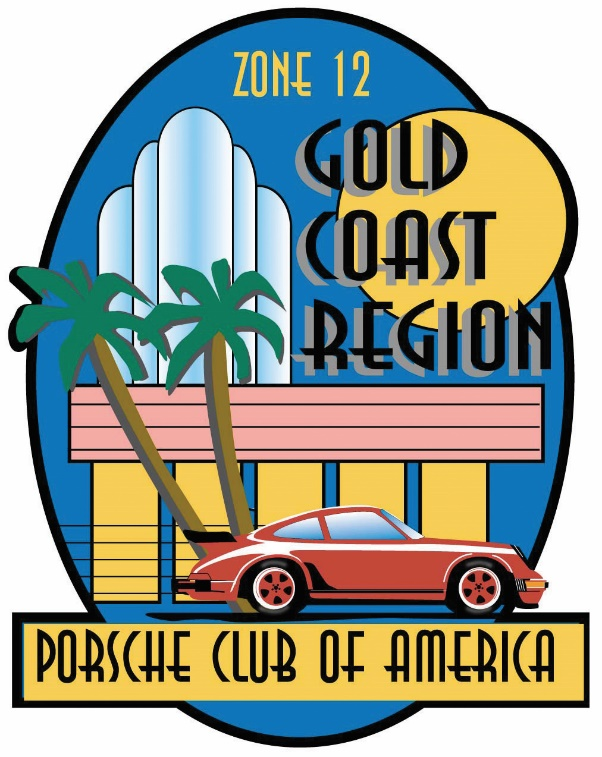 ZONE 12
GOLD
COAST
REGION
PORSCHE CLUB OF AMERICA